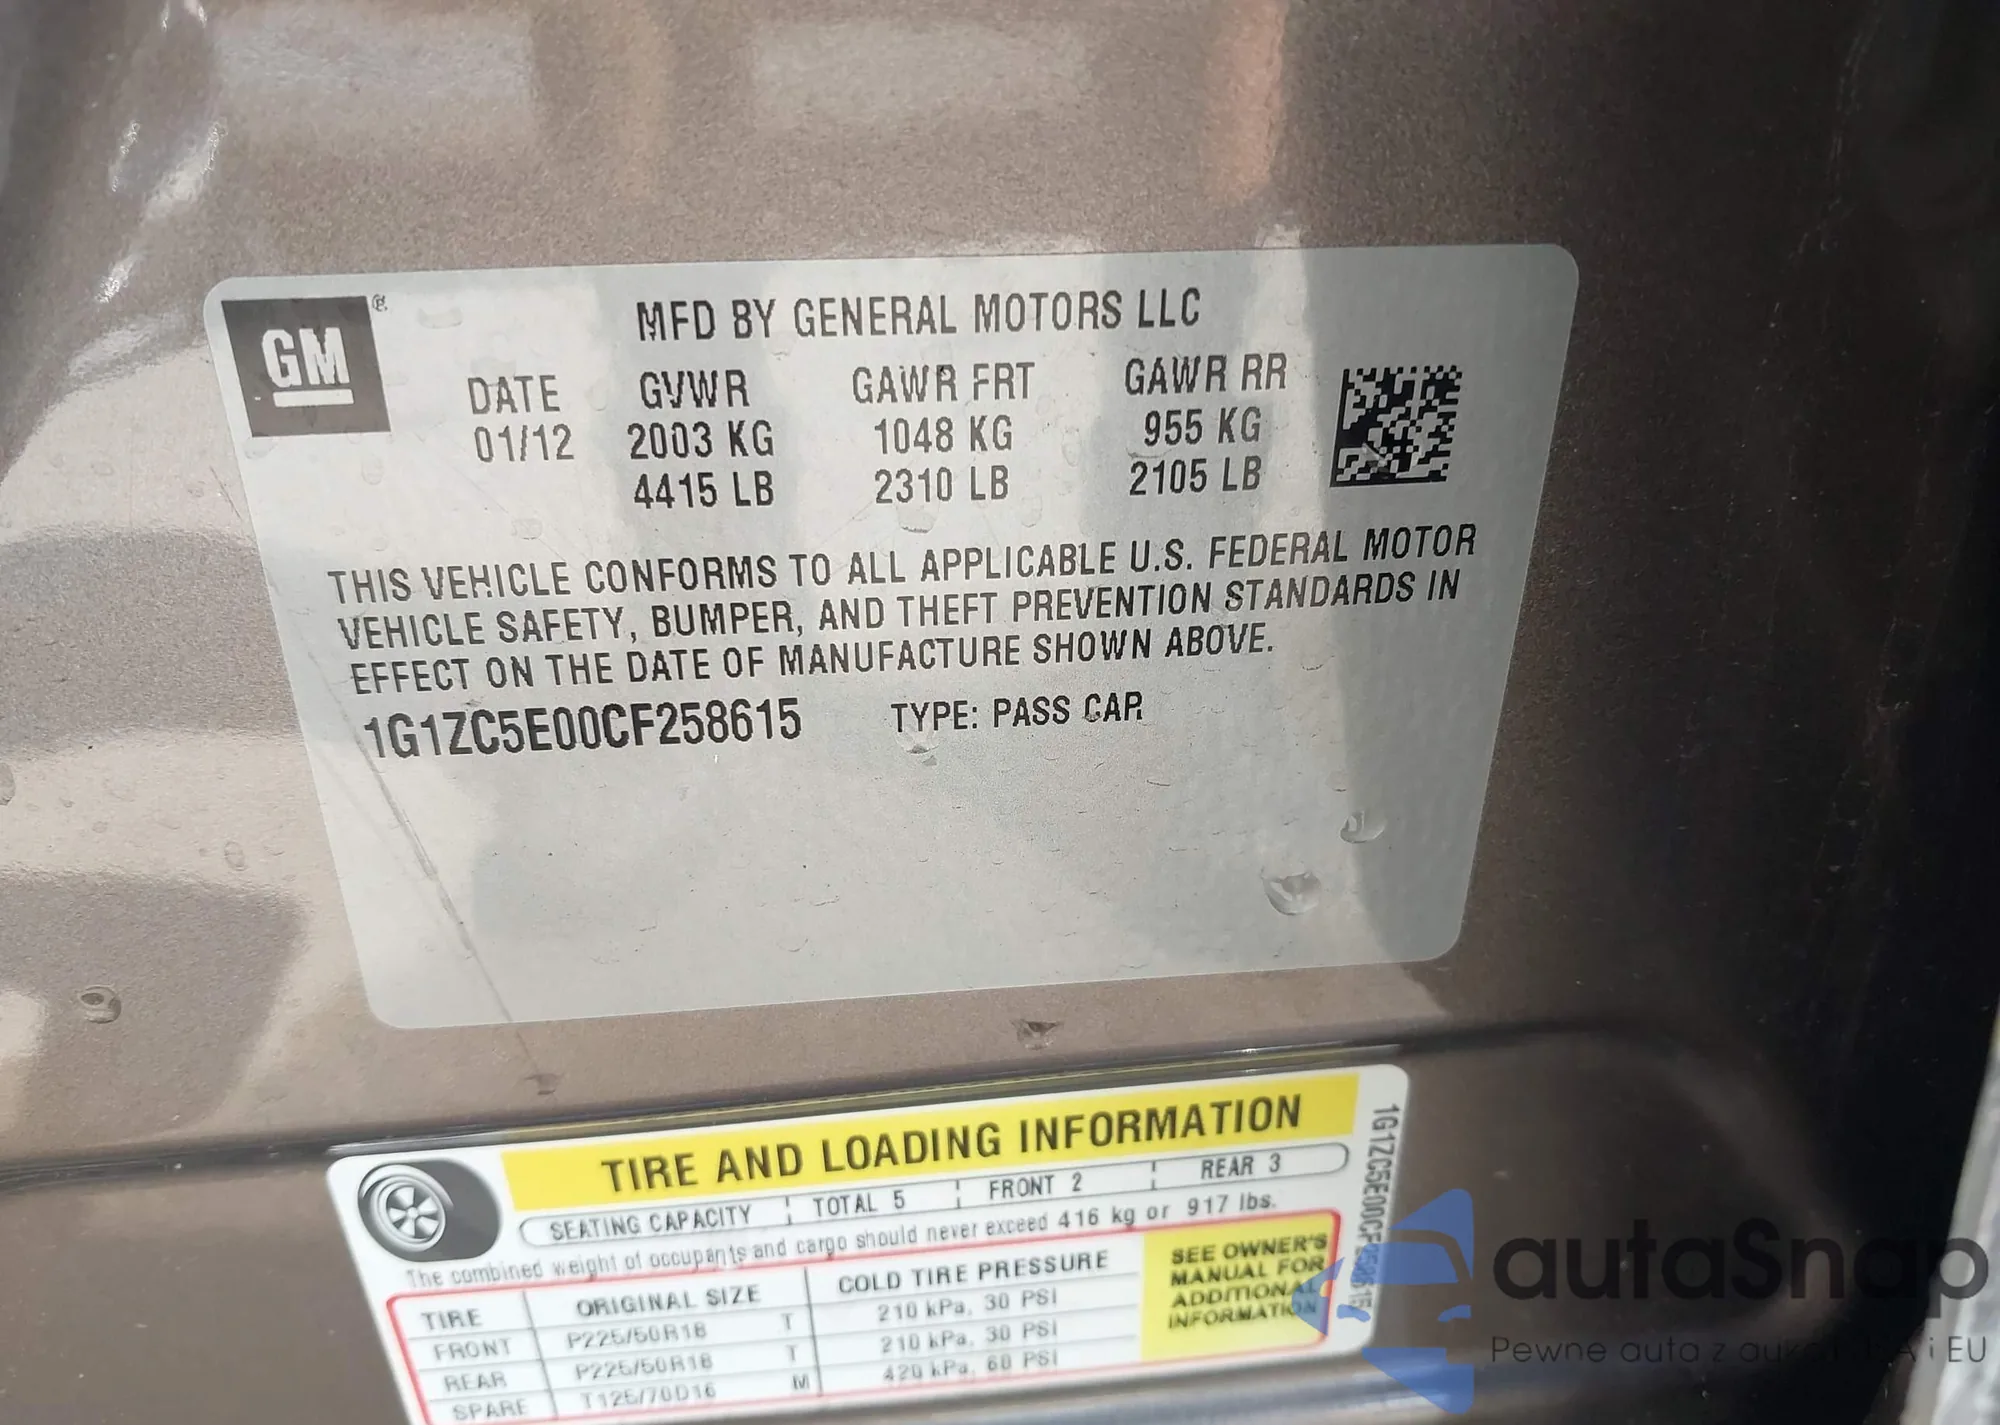 GM ®
MFD BY GENERAL MOTORS LLC
DATE GVWR GAWR FRT GAWR RR
01/12 2003 KG 1048 KG 955 KG
4415 LB 2310 LB 2105 LB
THIS VEHICLE CONFORMS TO ALL APPLICABLE U.S. FEDERAL MOTOR
VEHICLE SAFETY, BUMPER, AND THEFT PREVENTION STANDARDS IN
EFFECT ON THE DATE OF MANUFACTURE SHOWN ABOVE.
1G1ZC5E00CF258615 TYPE: PASS CAR
TIRE AND LOADING INFORMATION
SEATING CAPACITY TOTAL 5 FRONT 2 REAR 3
The combined weight of occupants and cargo should never exceed 416 kg or 917 lbs.
TIRE ORIGINAL SIZE COLD TIRE PRESSURE
FRONT P225/50R18 T 210 kPa, 30 PSI
REAR P225/50R18 T 210 kPa, 30 PSI
SPARE T125/70D16 M 420 kPa, 60 PSI
SEE OWNER'S
MANUAL FOR
ADDITIONAL
INFORMATION
1G1ZC5E00CF258615
autaSnap
Pewne auta z i EU